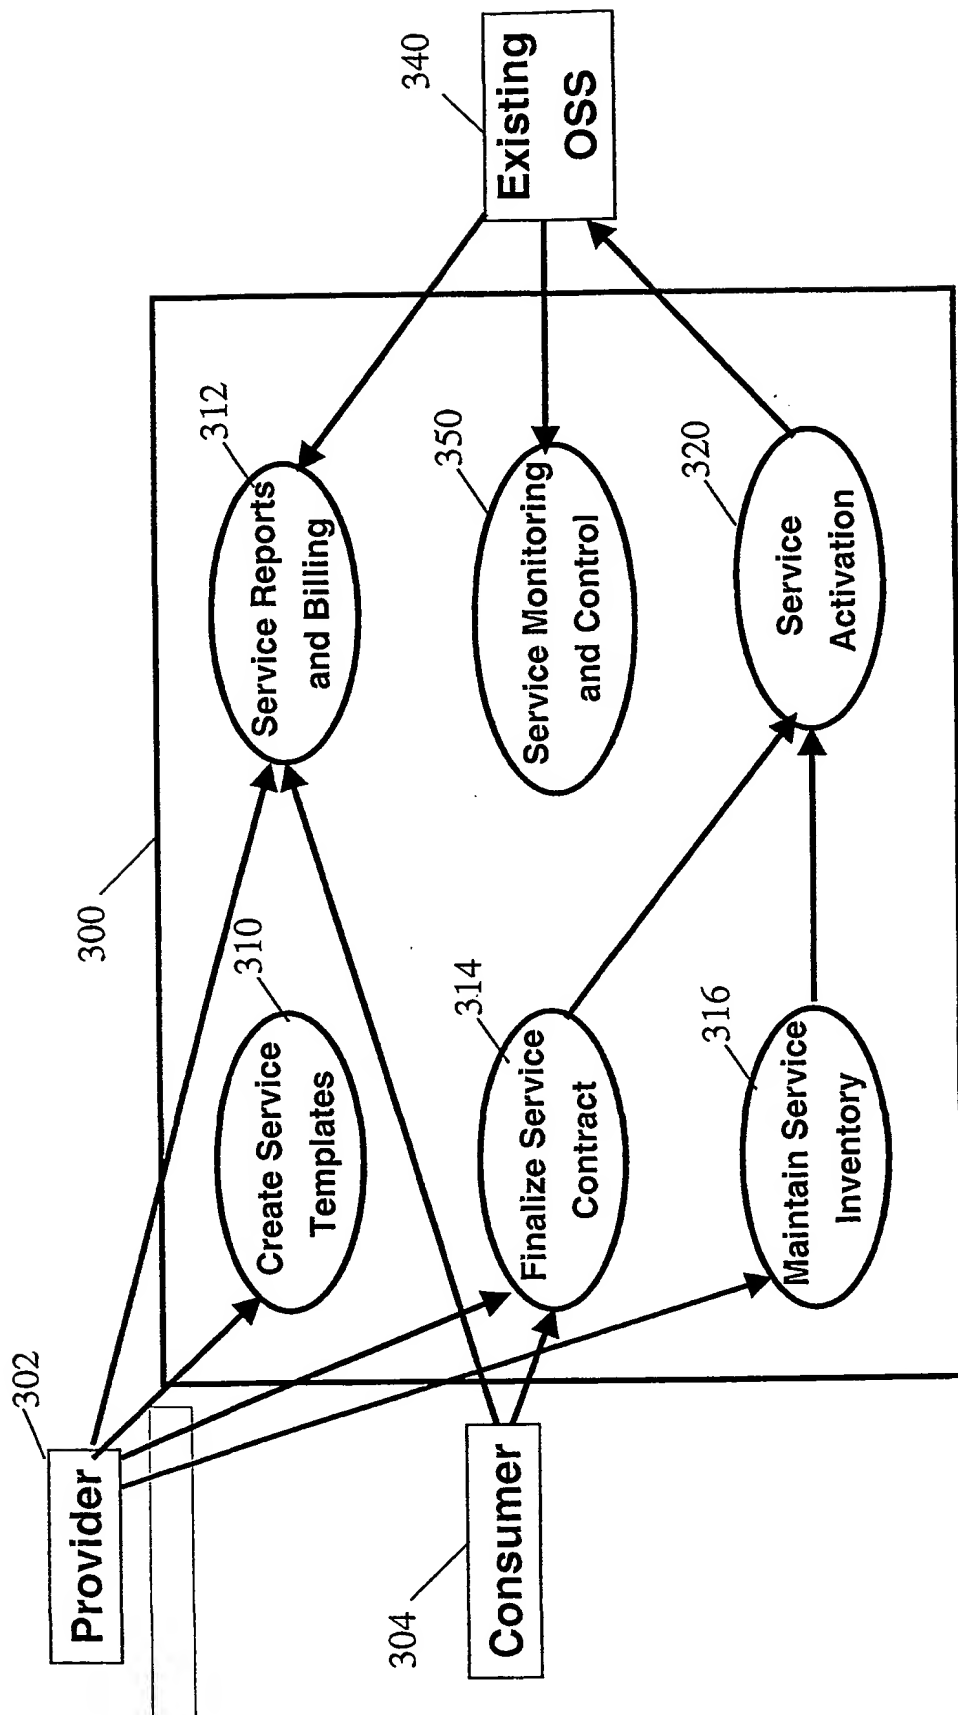 302
Provider
300
310
Create Service
Templates
312
Service Reports
and Billing
340
Existing
OSS
304
Consumer
314
Finalize Service
Contract
350
Service Monitoring
and Control
316
Maintain Service
Inventory
320
Service
Activation